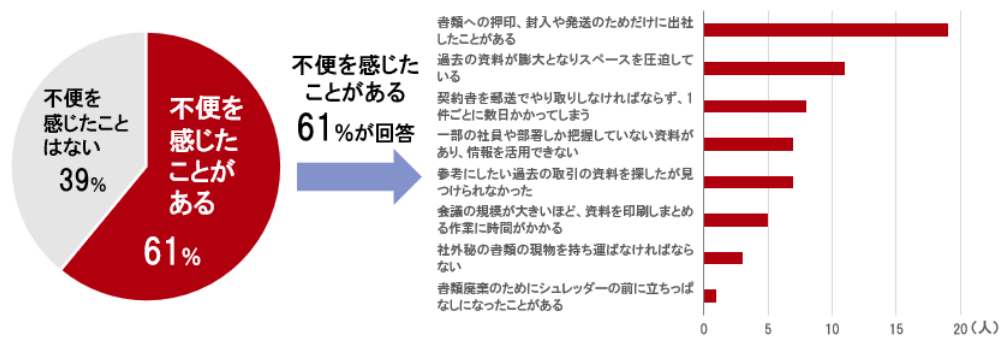 不便を
感じたこと
はない
39%
不便を
感じた
ことが
ある
61%
不便を感じた
ことがある
61%が回答
書類への押印、封入や発送のためだけに出社
したことがある
過去の資料が膨大となりスペースを圧迫して
いる
契約書を郵送でやり取りしなければならず、1
件ごとに数日かかってしまう
一部の社員や部署しか把握していない資料が
あり、情報を活用できない
参考にしたい過去の取引の資料を探したが見
つけられなかった
会議の規模が大きいほど、資料を印刷しまとめ
る作業に時間がかかる
社外秘の書類の現物を持ち運ばなければなら
ない
書類廃棄のためにシュレッダーの前に立ちっぱ
なしになったことがある
0 5 10 15 20 (人)